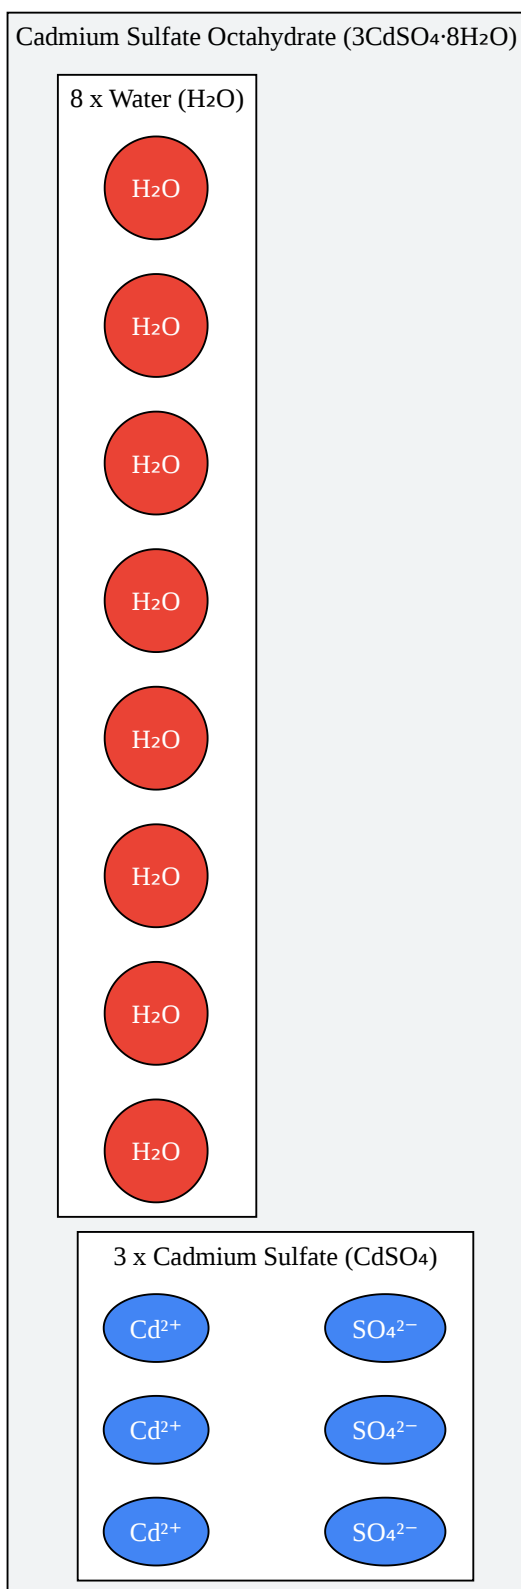 Cadmium Sulfate Octahydrate (3CdSO₄·8H₂O)
8 x Water (H₂O)
H₂O
H₂O
H₂O
H₂O
H₂O
H₂O
H₂O
H₂O
3 x Cadmium Sulfate (CdSO₄)
Cd²⁺ SO₄²⁻
Cd²⁺ SO₄²⁻
Cd²⁺ SO₄²⁻